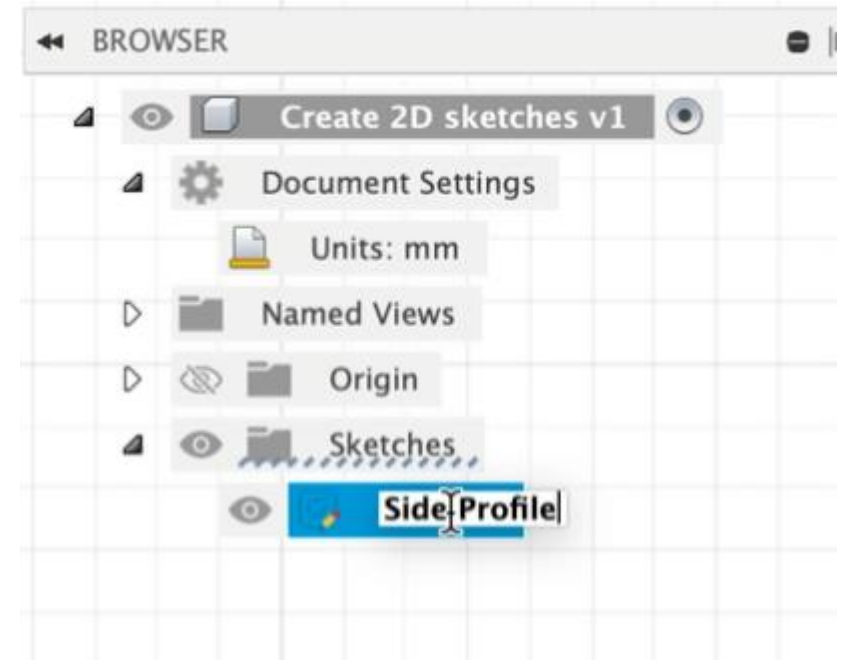 BROWSER
Create 2D sketches v1
Document Settings
Units: mm
Named Views
Origin
Sketches
Side Profile